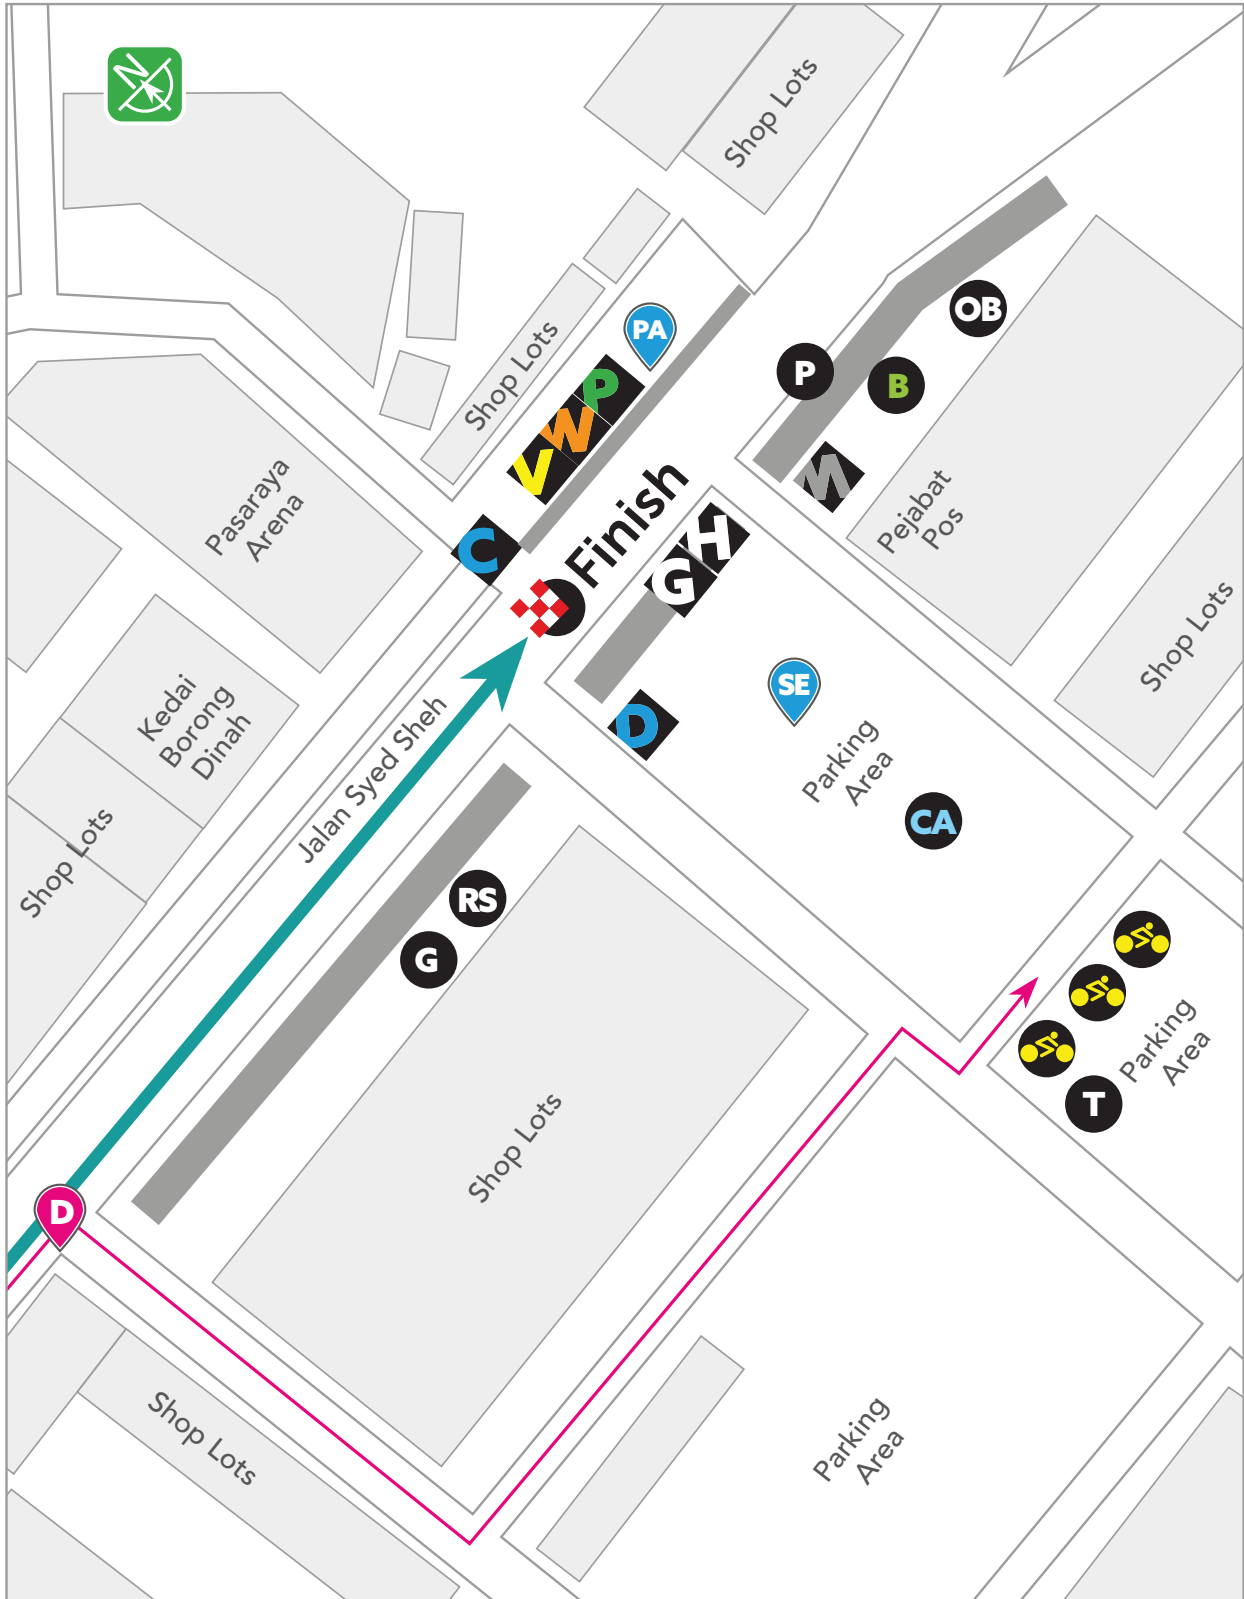 N
Shop Lots
Shop Lots
PA
OB
P
B
P
W
V
M
C
Finish
H
G
Pasaraya
Arena
Pejabat
Pos
Shop Lots
Kedai
Borong
Dinah
SE
D
Jalan Syed Sheh
Parking
Area
CA
Shop Lots
RS
G
T
Parking
Area
Shop Lots
D
Shop Lots
Parking
Area